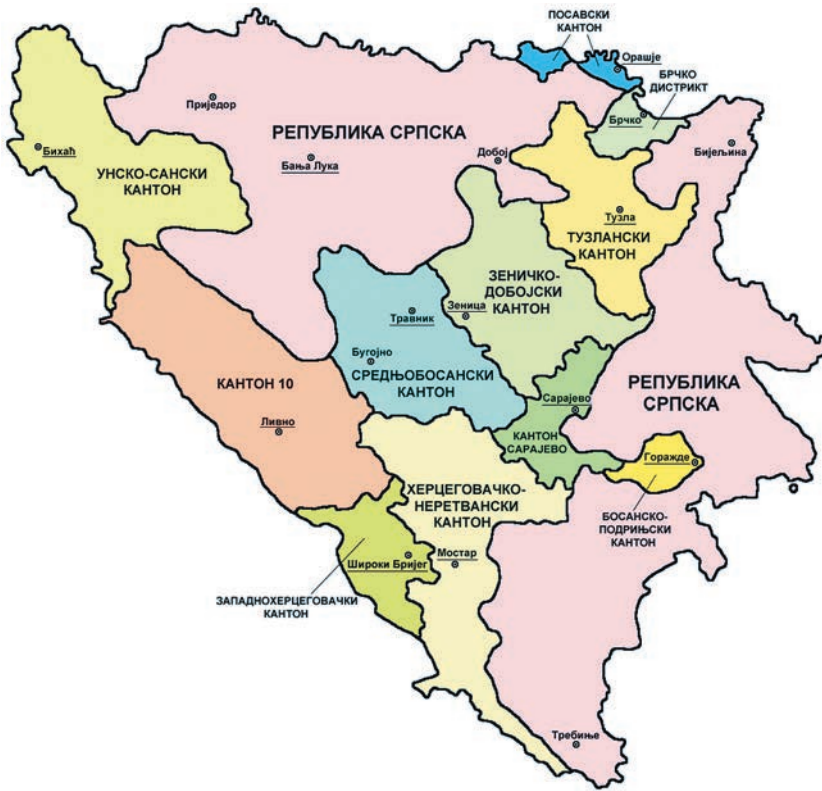 ПОСАВСКИ
КАНТОН
Орашје
БРЧКО
ДИСТРИКТ
Приједор
Брчко
РЕПУБЛИКА СРПСКА
Добој
Бијељина
Бихаћ
Бања Лука
УНСКО-САНСКИ
КАНТОН
Тузла
ТУЗЛАНСКИ
КАНТОН
ЗЕНИЧКО-
ДОБОЈСКИ
КАНТОН
Зеница
Травник
Бугојно
СРЕДЊОБОСАНСКИ
КАНТОН
КАНТОН 10
РЕПУБЛИКА
СРПСКА
Сарајево
Ливно
КАНТОН
САРАЈЕВО
Горажде
ХЕРЦЕГОВАЧКО-
НЕРЕТВАНСКИ
КАНТОН
БОСАНСКО-
ПОДРИЊСКИ
КАНТОН
Мостар
Широки Бријег
ЗАПАДНОХЕРЦЕГОВАЧКИ
КАНТОН
Требиње